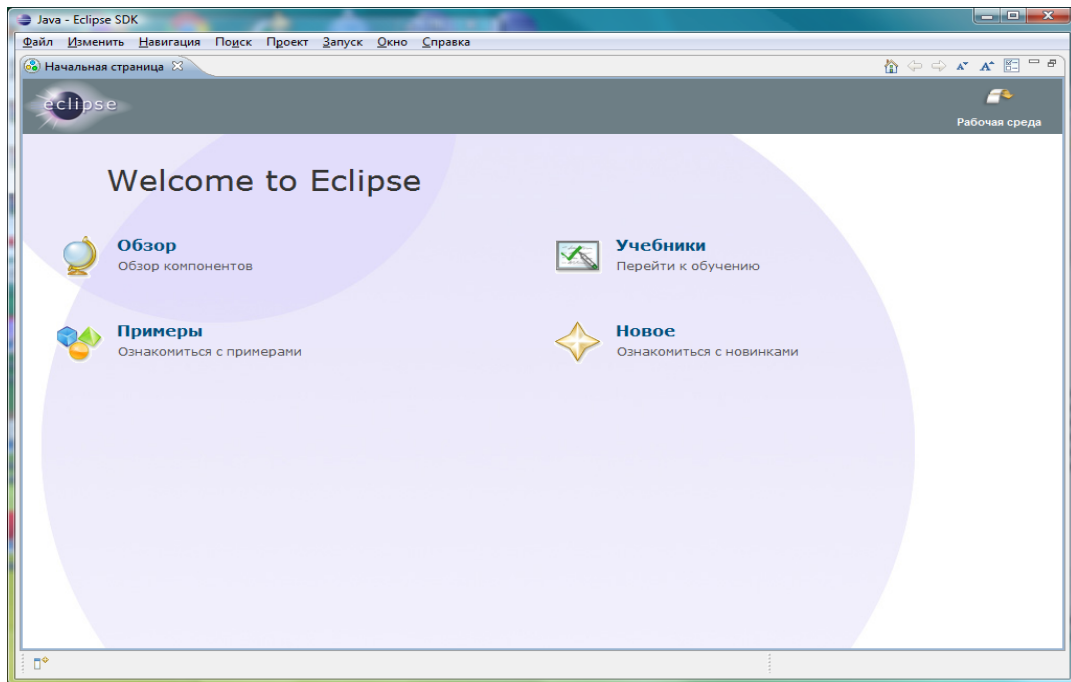 Java - Eclipse SDK
Файл Изменить Навигация Поиск Проект Запуск Окно Справка
Начальная страница
eclipse
Рабочая среда
Welcome to Eclipse
Обзор
Обзор компонентов
Учебники
Перейти к обучению
Примеры
Ознакомиться с примерами
Новое
Ознакомиться с новинками